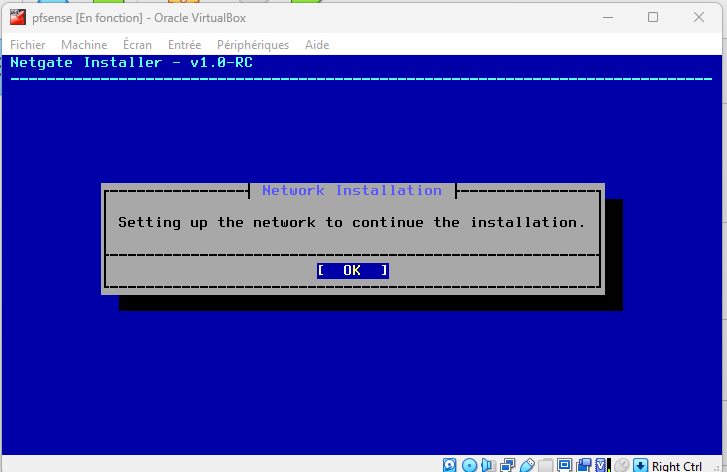 pfsense [En fonction] - Oracle VirtualBox
Fichier Machine Écran Entrée Périphériques Aide
Netgate Installer - v1.0-RC
Network Installation
Setting up the network to continue the installation.
[ OK ]
Right Ctrl